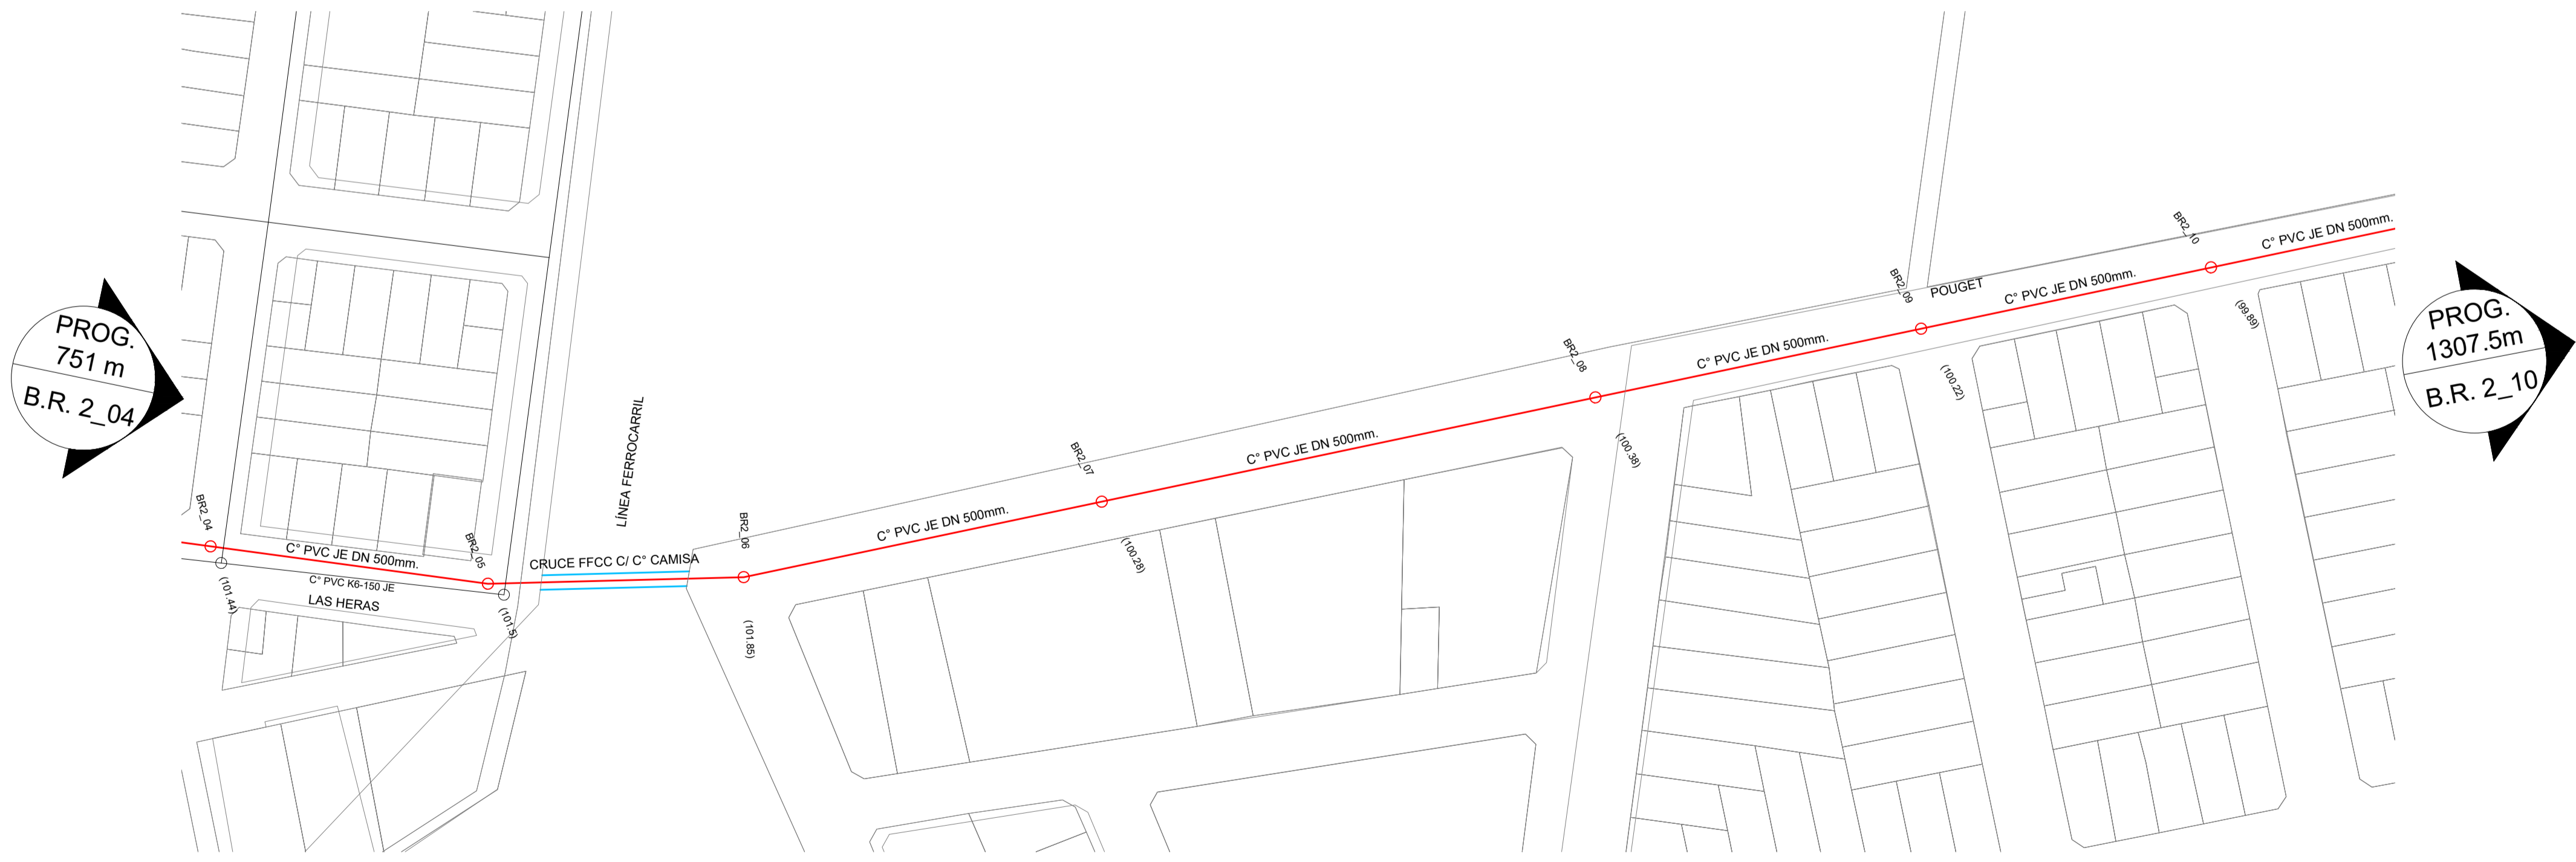 PROG.
751 m
B.R. 2_04
BR2_04
C° PVC JE DN 500mm.
C° PVC K6-150 JE
LAS HERAS
(101.44)
BR2_05
(101.5)
CRUCE FFCC C/ C° CAMISA
LÍNEA FERROCARRIL
BR2_06
(101.85)
C° PVC JE DN 500mm.
BR2_07
(100.28)
C° PVC JE DN 500mm.
BR2_08
(100.38)
C° PVC JE DN 500mm.
BR2_09
POUGET
(100.22)
C° PVC JE DN 500mm.
BR2_10
(99.89)
C° PVC JE DN 500mm.
PROG.
1307.5m
B.R. 2_10